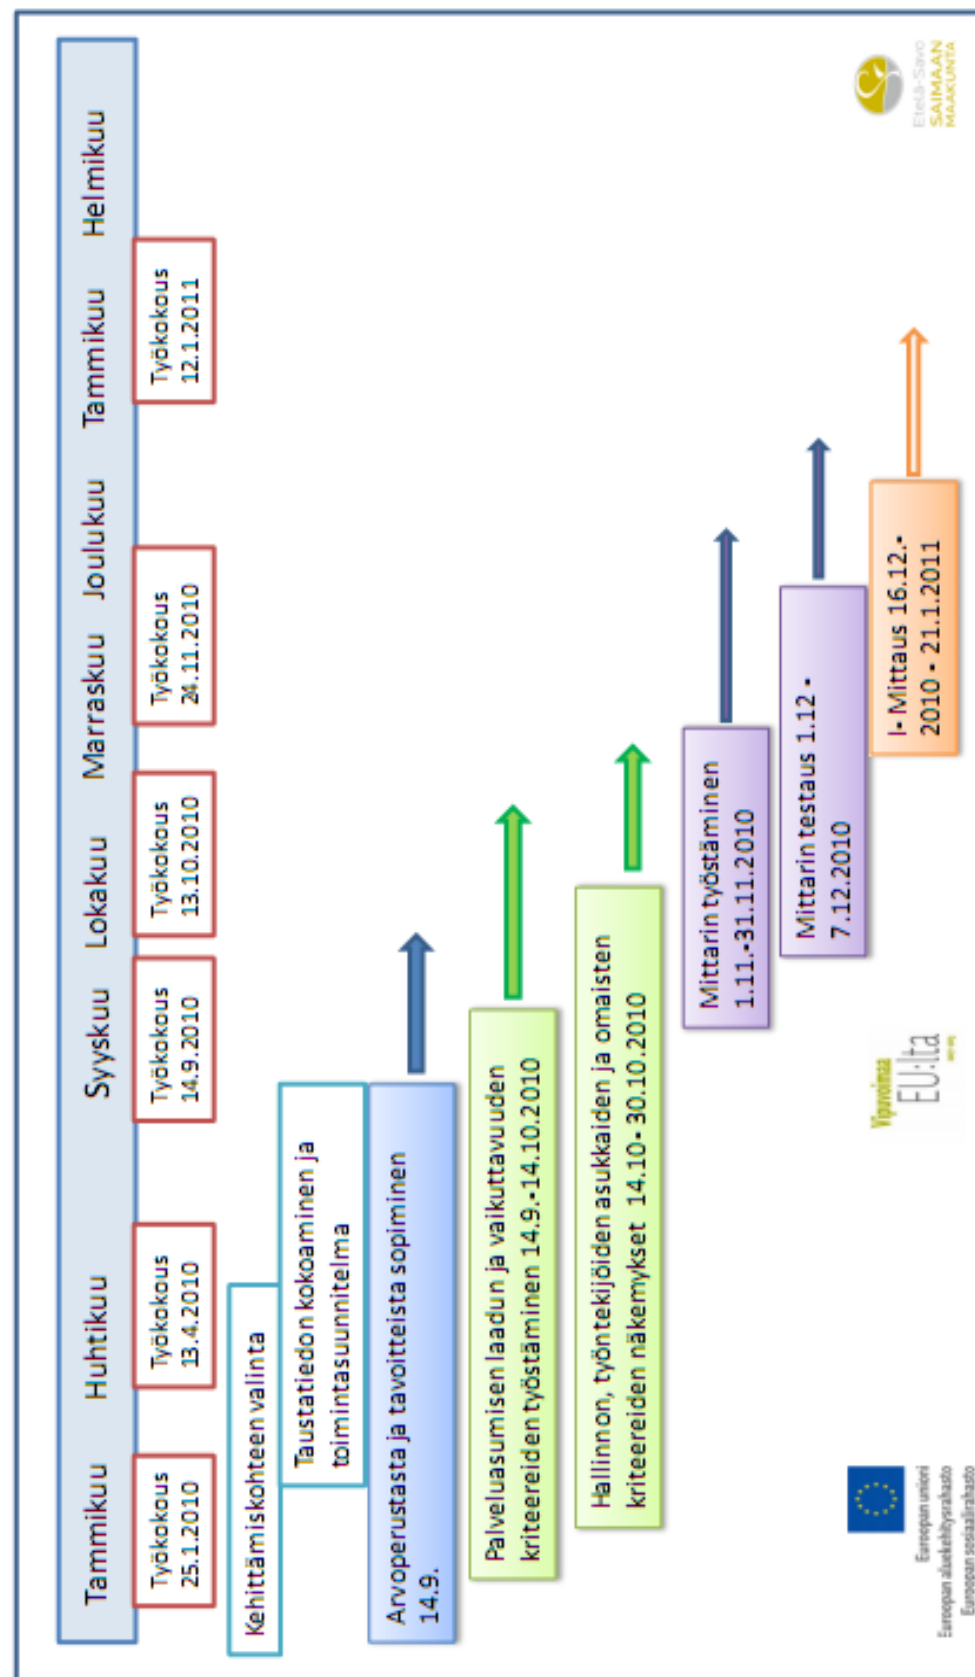 Tammikuu Huhtikuu Syyskuu Lokakuu Marraskuu Joulukuu Tammikuu Helmikuu
Työkokous
25.1.2010
Työkokous
13.4.2010
Työkokous
14.9.2010
Työkokous
13.10.2010
Työkokous
24.11.2010
Työkokous
12.1.2011
Kehittämiskohteen valinta
Taustatiedon kokoaminen ja
toimintasuunnitelma
Arvoperustasta ja tavoitteista sopiminen
14.9.
Palveluasumisen laadun ja vaikuttavuuden
kriteereiden työstäminen 14.9.-14.10.2010
Hallinnon, työntekijöiden asukkaiden ja omaisten
kriteereiden näkemykset 14.10- 30.10.2010
Mittarin työstäminen
1.11.-31.11.2010
Mittarin testaus 1.12 -
7.12.2010
I- Mittaus 16.12.-
2010 - 21.1.2011
Euroopan unioni
Euroopan aluekehitysrahasto
Euroopan sosiaalirahasto
Vipuvoimaa
EU:lta
Etelä-Savo
SAIMAAN
MAAKUNTA